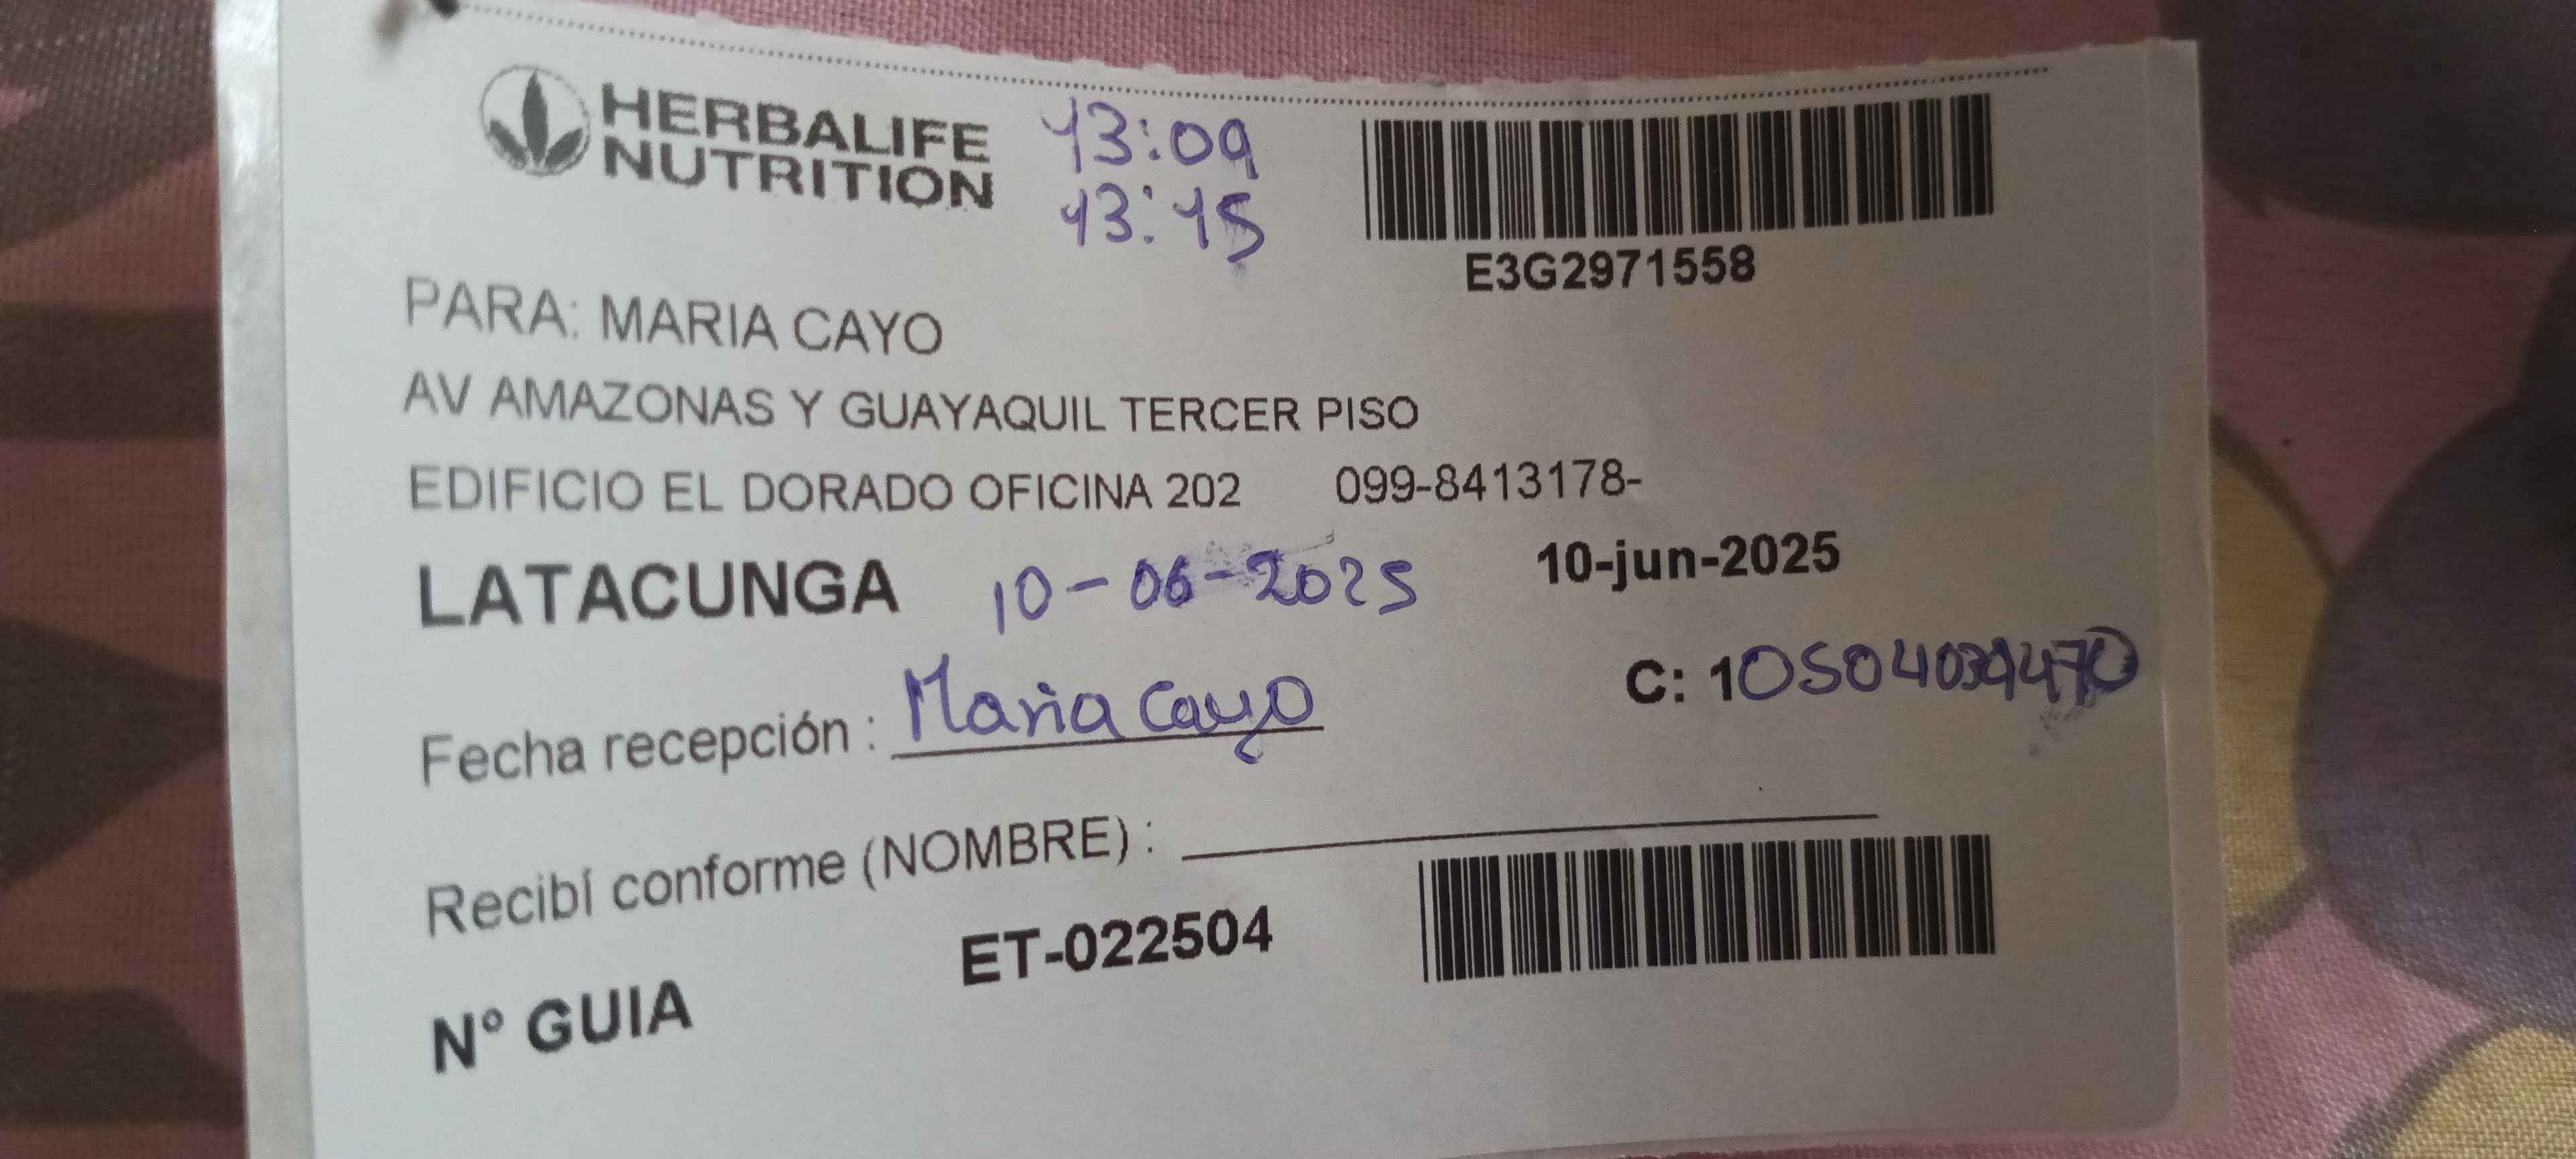 HERBALIFE
NUTRITION
13:09
13:15
E3G2971558
PARA: MARIA CAYO
AV AMAZONAS Y GUAYAQUIL TERCER PISO
EDIFICIO EL DORADO OFICINA 202 099-8413178-
LATACUNGA 10-06-2025 10-jun-2025
Fecha recepción : Maria Cayo C: 1
Recibí conforme (NOMBRE) :
Nº GUIA ET-022504